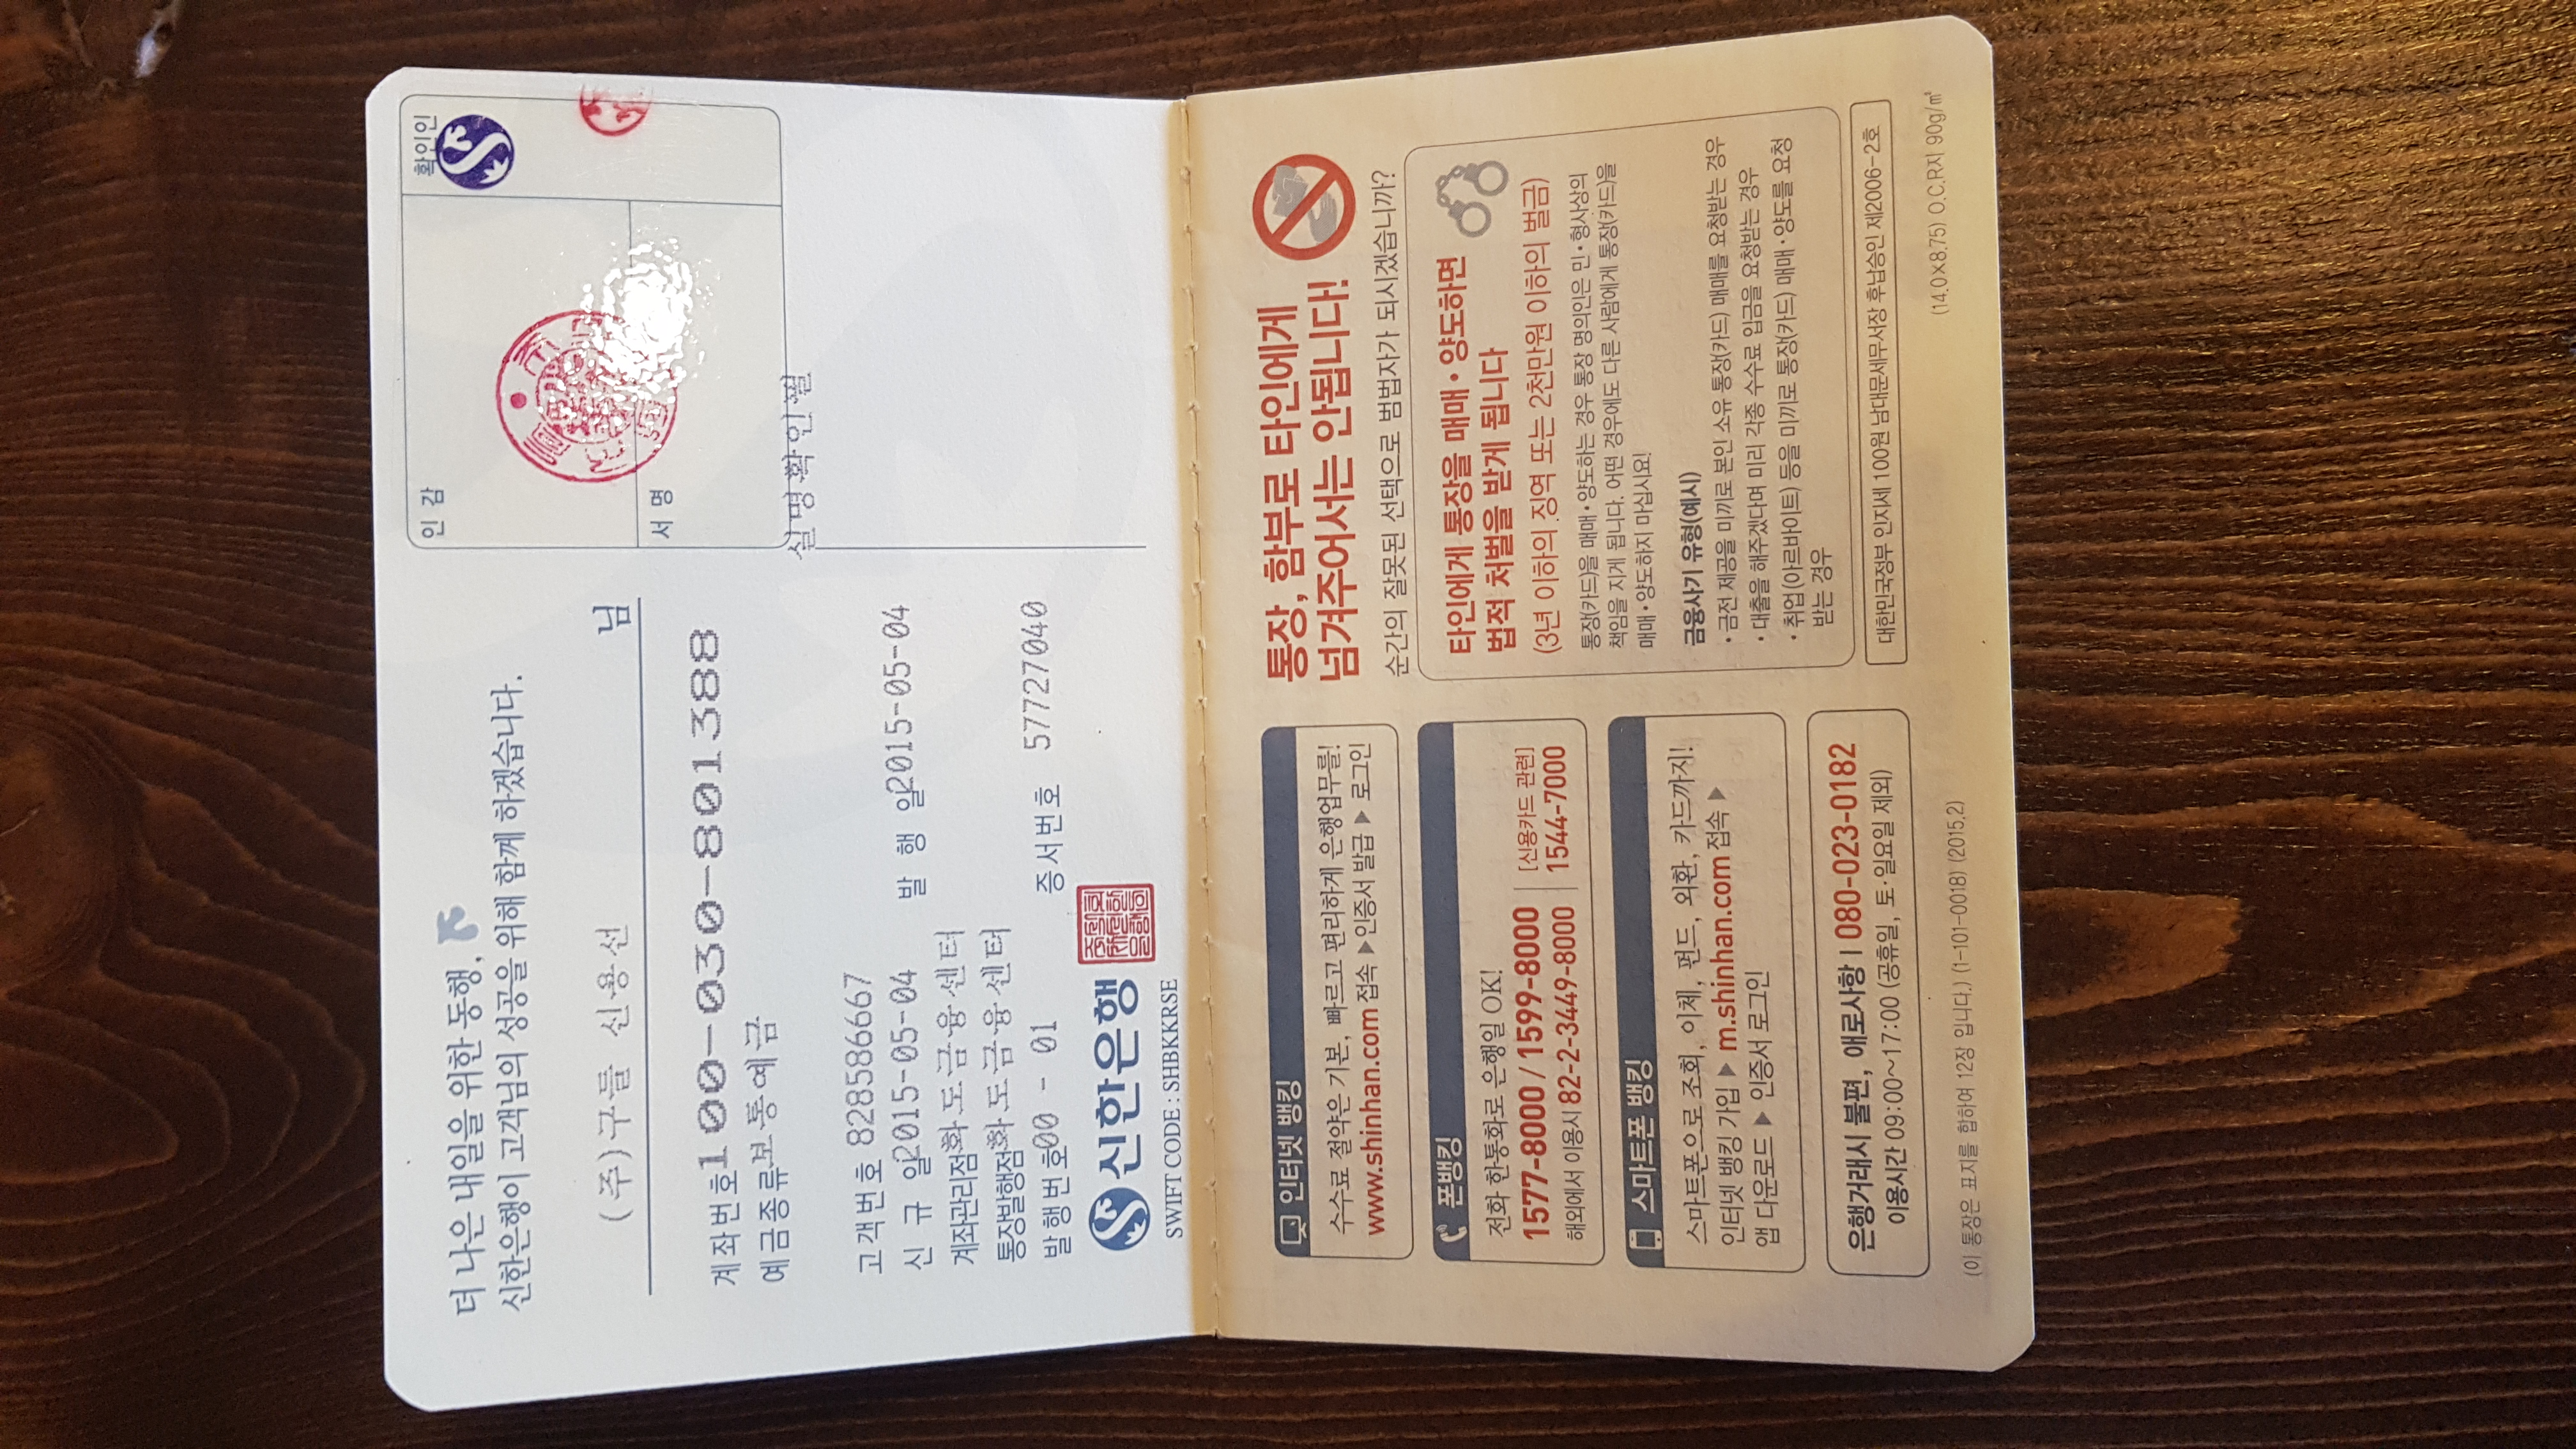 더 나은 내일을 위한 동행,
신한은행이 고객님의 성공을 위해 함께 하겠습니다.
(주)구들 신용선 님
계좌번호 100-030-801388
예금종류 보통예금
고객번호 828586667
신 규 일 2015-05-04 발 행 일 2015-05-04
계좌관리점 화도금융센터
통장발행점 화도금융센터
발행번호 00 - 01 증서번호 57727040
신한은행
SWIFT CODE : SHBKKRSE
인 감
서 명
확인인
실명확인필
인터넷 뱅킹
수수료 절약은 기본, 빠르고 편리하게 은행업무를!
www.shinhan.com 접속 ▶ 인증서 발급 ▶ 로그인
폰뱅킹
전화 한통화로 은행일 OK!
1577-8000 / 1599-8000 [신용카드 관련]
해외에서 이용시 82-2-3449-8000 1544-7000
스마트폰 뱅킹
스마트폰으로 조회, 이체, 펀드, 외환, 카드까지!
인터넷 뱅킹 가입 ▶ m.shinhan.com 접속 ▶
앱 다운로드 ▶ 인증서 로그인
은행거래시 불편, 애로사항 | 080-023-0182
이용시간 09:00~17:00 (공휴일, 토·일요일 제외)
(이 통장은 표지를 합하여 12장 입니다.) (1-101-0018) (2015.2)
통장, 함부로 타인에게
넘겨주어서는 안됩니다!
순간의 잘못된 선택으로 범법자가 되시겠습니까?
타인에게 통장을 매매·양도하면
법적 처벌을 받게 됩니다
(3년 이하의 징역 또는 2천만원 이하의 벌금)
통장(카드)을 매매·양도하는 경우 통장 명의인은 민·형사상의
책임을 지게 됩니다. 어떤 경우에도 다른 사람에게 통장(카드)을
매매·양도하지 마십시요!
금융사기 유형(예시)
· 금전 제공을 미끼로 본인 소유 통장(카드) 매매를 요청받는 경우
· 대출을 해주겠다며 미리 각종 수수료 입금을 요청받는 경우
· 취업(아르바이트) 등을 미끼로 통장(카드) 매매·양도를 요청
받는 경우
대한민국정부 인지세 100원 남대문세무서장 후납승인 제2006-2호
(14.0×8.75) O.C.R지 90g/㎡